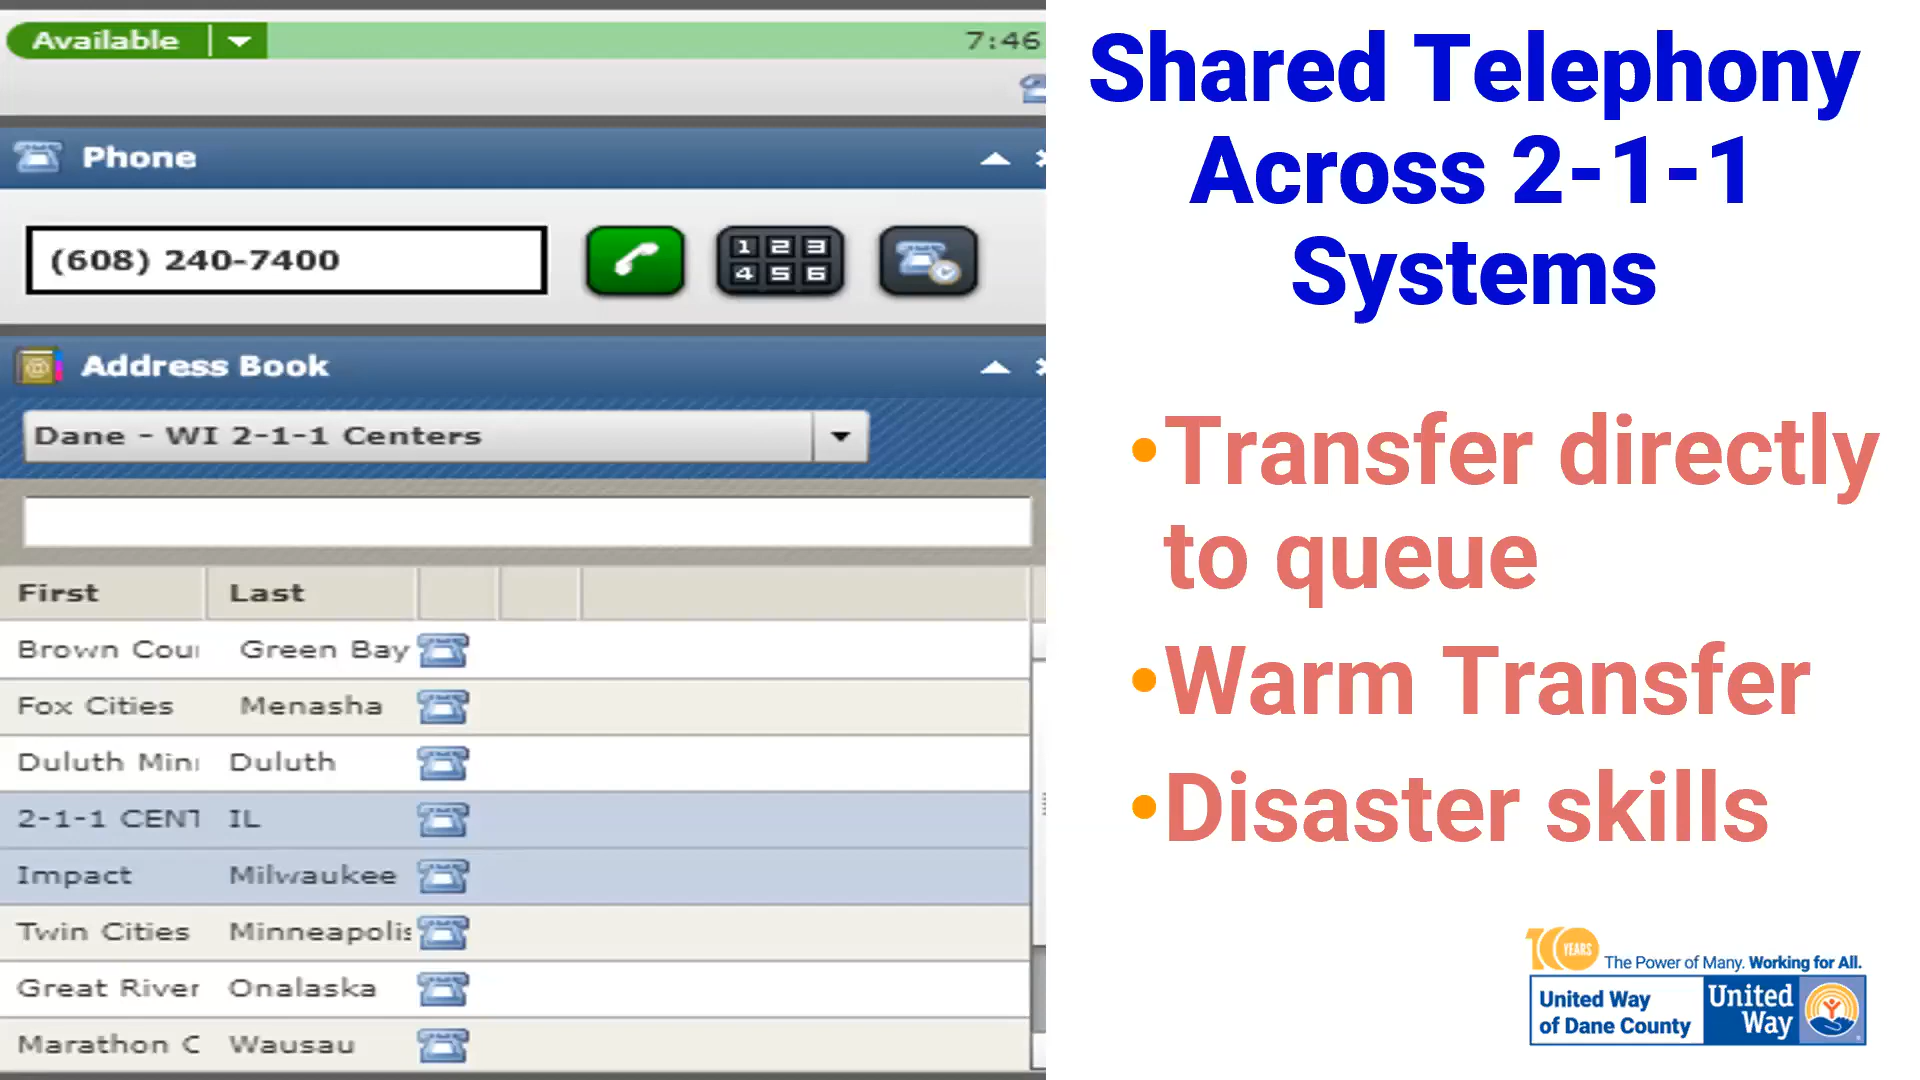 Available
7:46
Phone
(608) 240-7400
1 2 3
4 5 6
Address Book
Dane - WI 2-1-1 Centers
First Last
Brown Cou Green Bay
Fox Cities Menasha
Duluth Min Duluth
2-1-1 CENT IL
Impact Milwaukee
Twin Cities Minneapolis
Great River Onalaska
Marathon C Wausau
Shared Telephony
Across 2-1-1
Systems
•Transfer directly
to queue
•Warm Transfer
•Disaster skills
100 YEARS The Power of Many. Working for All.
United Way
of Dane County
United
Way